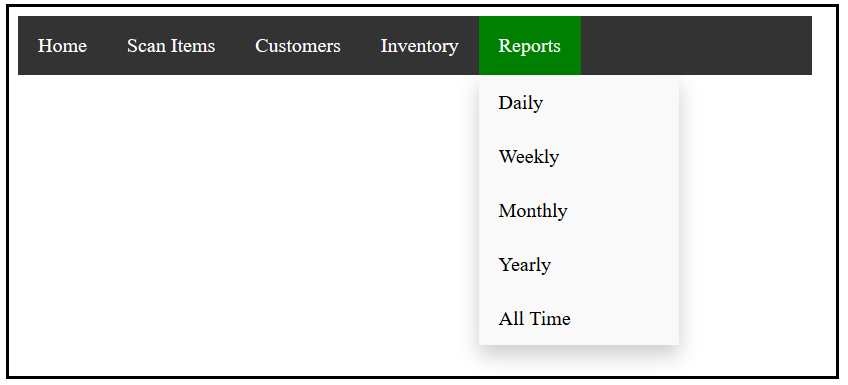 Home Scan Items Customers Inventory Reports
Daily
Weekly
Monthly
Yearly
All Time